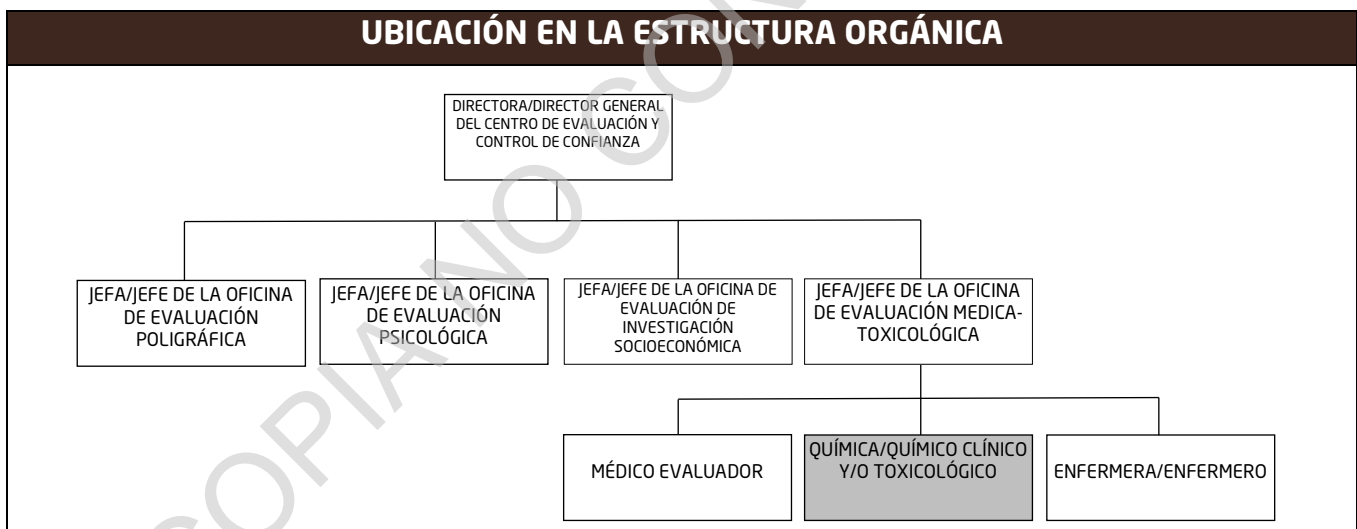 UBICACIÓN EN LA ESTRUCTURA ORGÁNICA
DIRECTORA/DIRECTOR GENERAL
DEL CENTRO DE EVALUACIÓN Y
CONTROL DE CONFIANZA
JEFA/JEFE DE LA OFICINA
DE EVALUACIÓN
POLIGRÁFICA
JEFA/JEFE DE LA OFICINA
DE EVALUACIÓN
PSICOLÓGICA
JEFA/JEFE DE LA OFICINA DE
EVALUACIÓN DE
INVESTIGACIÓN
SOCIOECONÓMICA
JEFA/JEFE DE LA OFICINA
DE EVALUACIÓN MEDICA-
TOXICOLÓGICA
MÉDICO EVALUADOR
QUÍMICA/QUÍMICO CLÍNICO
Y/O TOXICOLÓGICO
ENFERMERA/ENFERMERO
COPIA NO CON